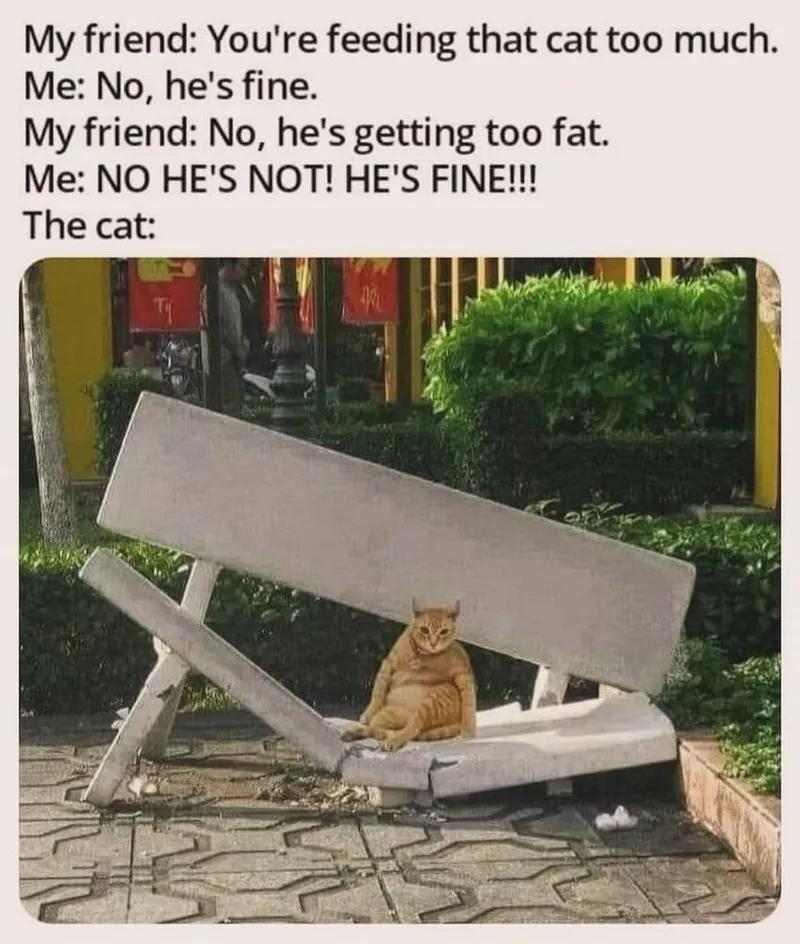 My friend: You're feeding that cat too much.
Me: No, he's fine.
My friend: No, he's getting too fat.
Me: NO HE'S NOT! HE'S FINE!!!
The cat: